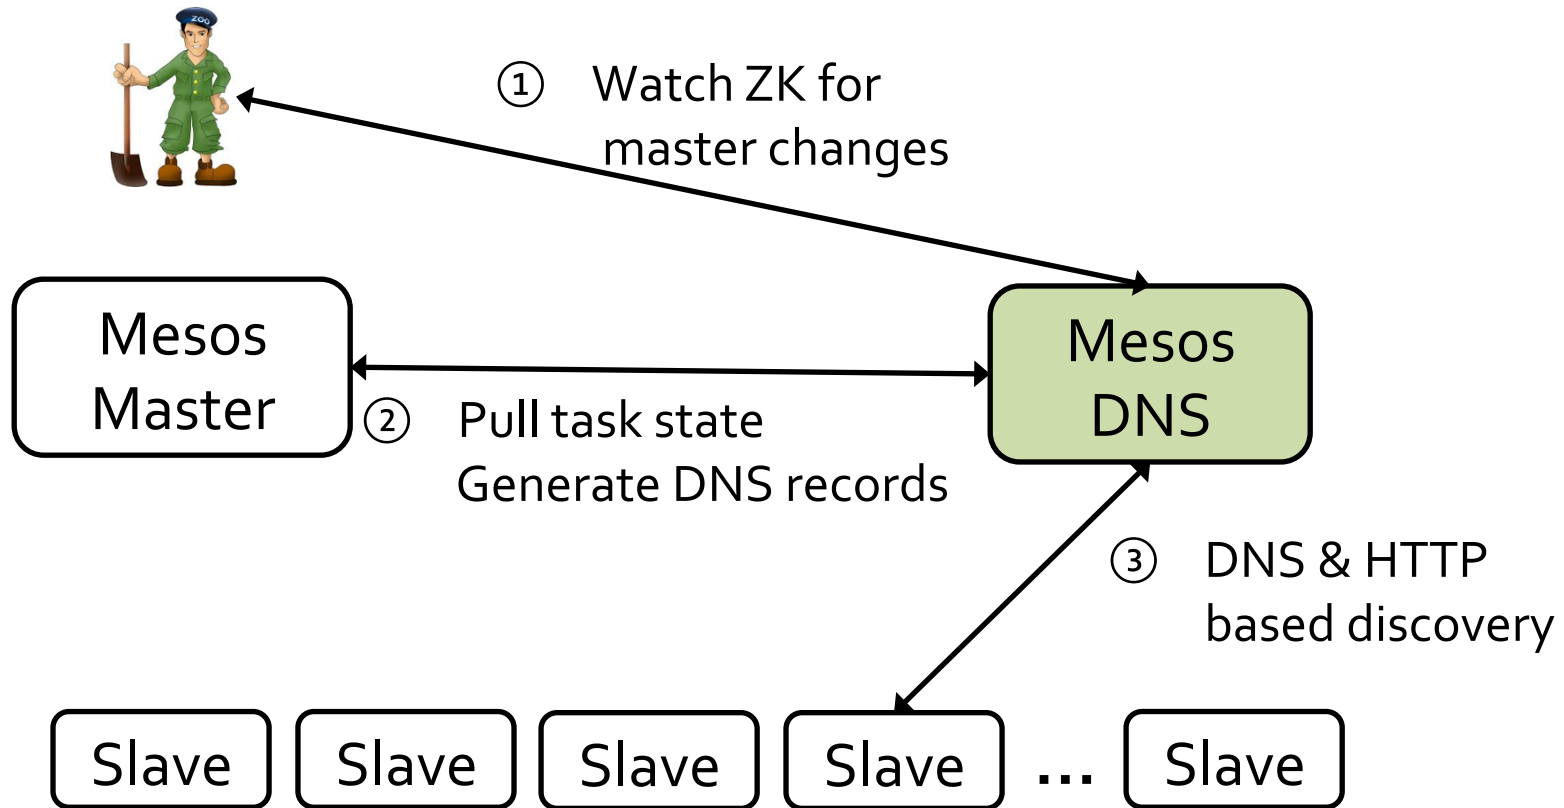 ZOO
① Watch ZK for
master changes
Mesos
Master
Mesos
DNS
② Pull task state
Generate DNS records
③ DNS & HTTP
based discovery
Slave Slave Slave Slave ... Slave